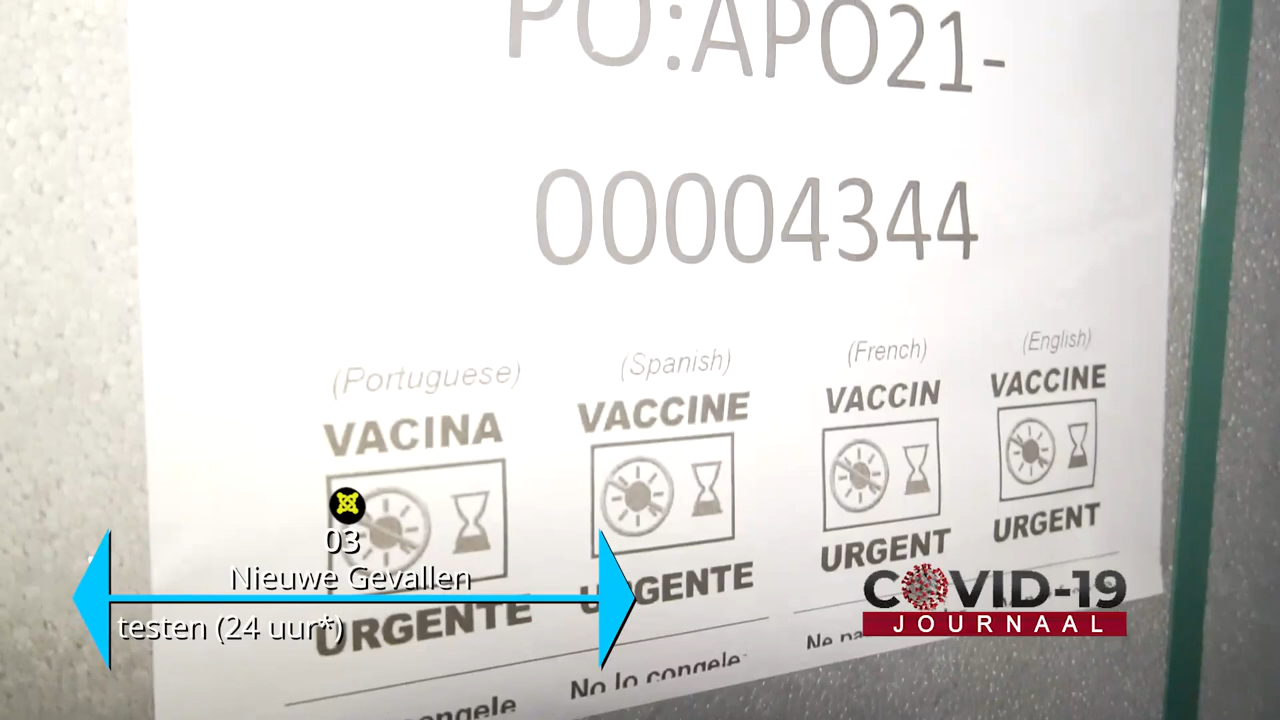 PO:APO21-
00004344
(Portuguese) (Spanish) (French) (English)
VACINA VACCINE VACCIN VACCINE
URGENTE URGENTE URGENT URGENT
No lo congele
03
Nieuwe Gevallen
testen (24 uur*)
COVID-19
JOURNAAL